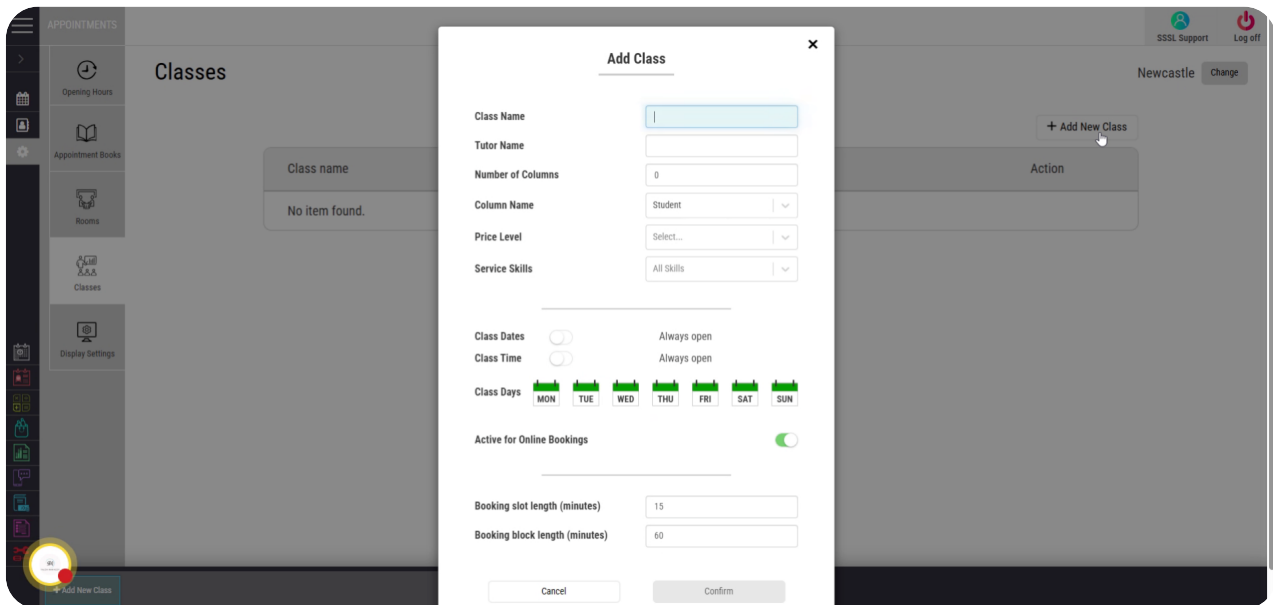 APPOINTMENTS
SSSL Support
Log off
Opening Hours
Appointment Books
Rooms
Classes
Display Settings
Classes
Newcastle
Change
+ Add New Class
Class name
Action
No item found.
Add Class
Class Name
Tutor Name
Number of Columns 0
Column Name Student
Price Level Select...
Service Skills All Skills
Class Dates Always open
Class Time Always open
Class Days MON TUE WED THU FRI SAT SUN
Active for Online Bookings
Booking slot length (minutes) 15
Booking block length (minutes) 60
Cancel Confirm
+ Add New Class